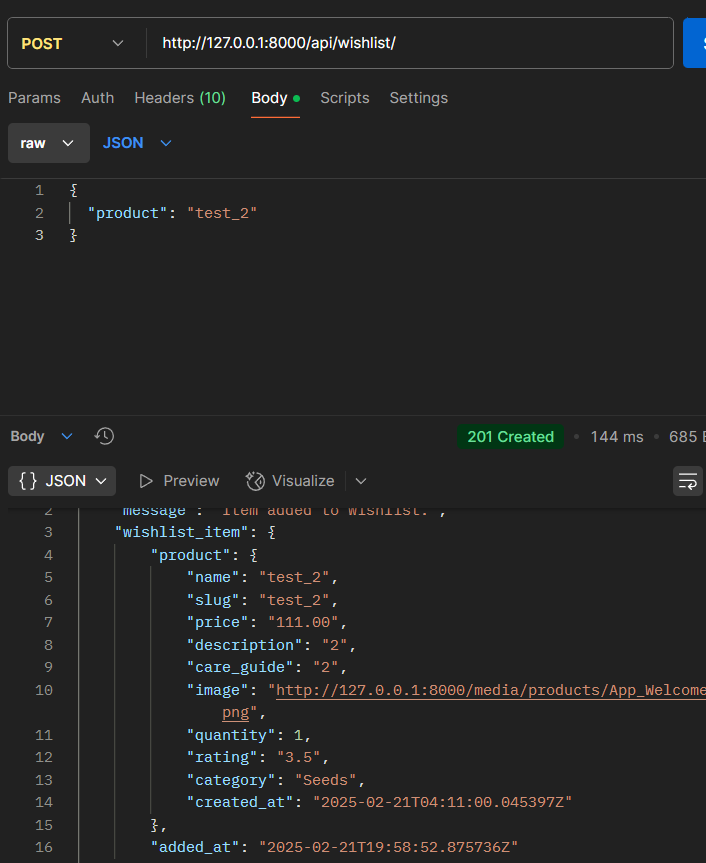 POST http://127.0.0.1:8000/api/wishlist/
Params Auth Headers (10) Body Scripts Settings
raw JSON
1 {
2 "product": "test_2"
3 }
Body 201 Created 144 ms 685
{} JSON Preview Visualize
2 "message": "Item added to wishlist.",
3 "wishlist_item": {
4 "product": {
5 "name": "test_2",
6 "slug": "test_2",
7 "price": "111.00",
8 "description": "2",
9 "care_guide": "2",
10 "image": "http://127.0.0.1:8000/media/products/App_Welcome
png",
11 "quantity": 1,
12 "rating": "3.5",
13 "category": "Seeds",
14 "created_at": "2025-02-21T04:11:00.045397Z"
15 },
16 "added_at": "2025-02-21T19:58:52.875736Z"